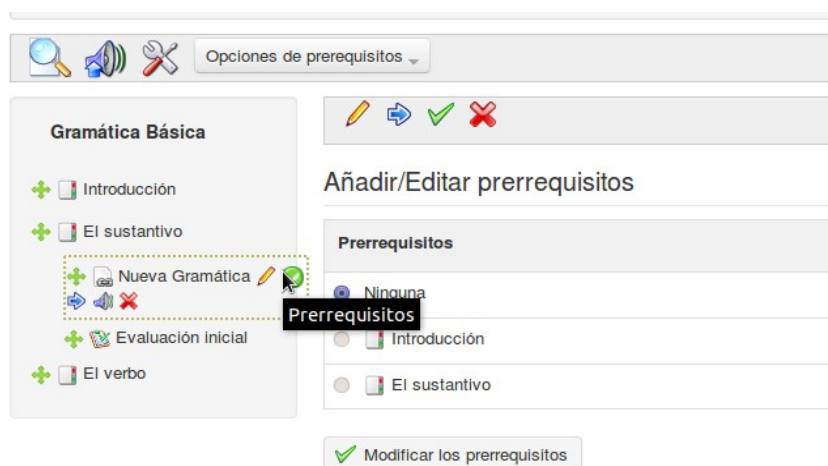 Opciones de prerequisitos
Gramática Básica
Introducción
El sustantivo
Nueva Gramática
Evaluación inicial
El verbo
Añadir/Editar prerrequisitos
Prerrequisitos
Ninguna
Prerrequisitos
Introducción
El sustantivo
Modificar los prerrequisitos